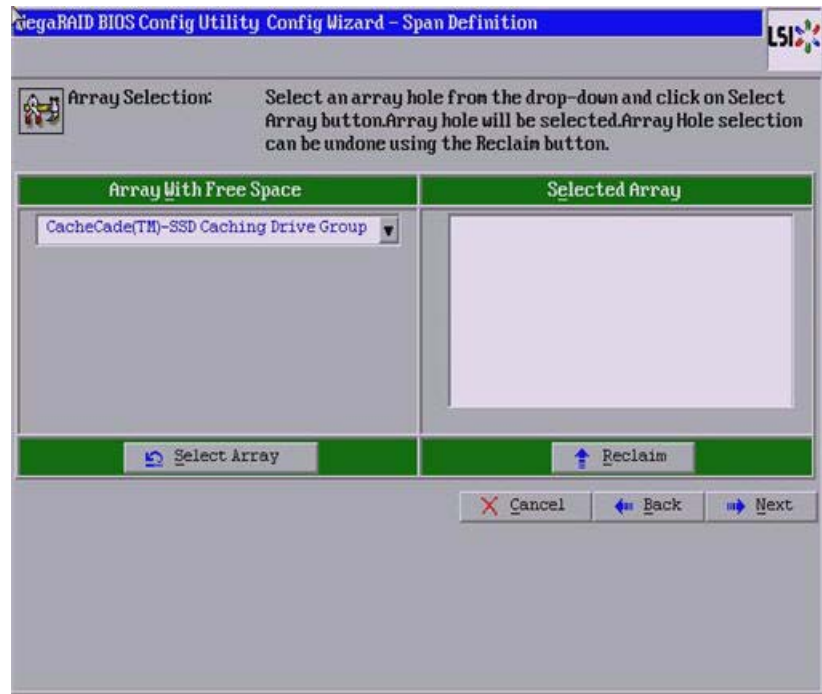 egaRAID BIOS Config Utility Config Wizard – Span Definition
LSI
Array Selection:
Select an array hole from the drop-down and click on Select
Array button.Array hole will be selected.Array Hole selection
can be undone using the Reclaim button.
Array With Free Space
Selected Array
CacheCade(TM)-SSD Caching Drive Group
Select Array
Reclaim
Cancel
Back
Next